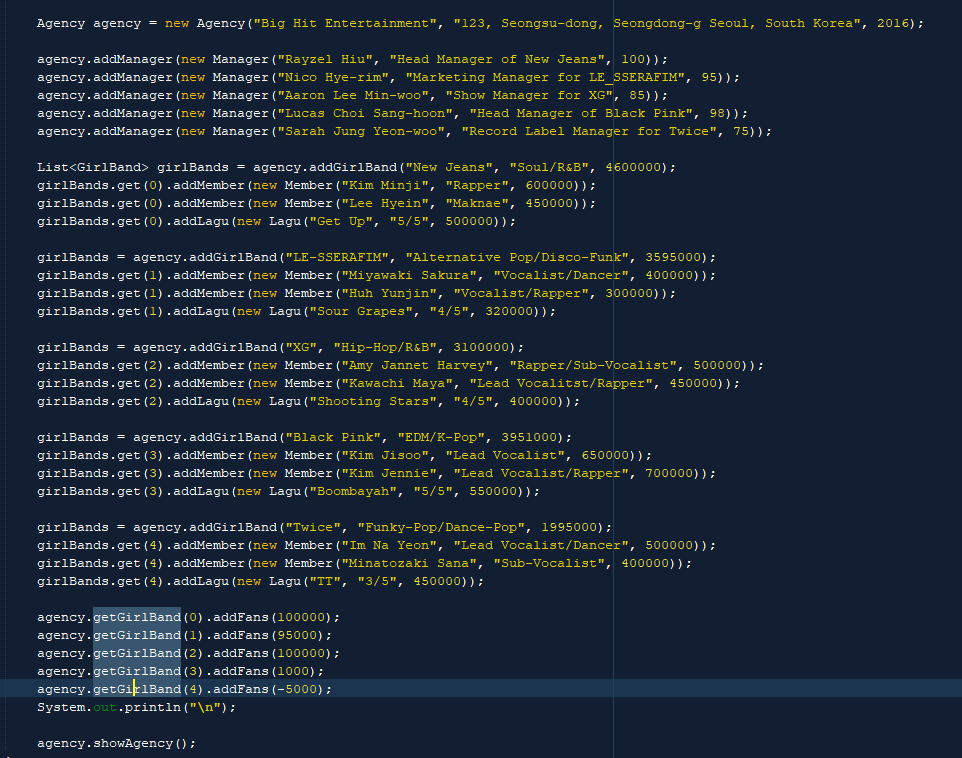 Agency agency = new Agency("Big Hit Entertainment", "123, Seongsu-dong, Seongdong-g Seoul, South Korea", 2016);
agency.addManager(new Manager("Rayzel Hiu", "Head Manager of New Jeans", 100));
agency.addManager(new Manager("Nico Hye-rim", "Marketing Manager for LE_SSERAFIM", 95));
agency.addManager(new Manager("Aaron Lee Min-woo", "Show Manager for XG", 85));
agency.addManager(new Manager("Lucas Choi Sang-hoon", "Head Manager of Black Pink", 98));
agency.addManager(new Manager("Sarah Jung Yeon-woo", "Record Label Manager for Twice", 75));
List<GirlBand> girlBands = agency.addGirlBand("New Jeans", "Soul/R&B", 4600000);
girlBands.get(0).addMember(new Member("Kim Minji", "Rapper", 600000));
girlBands.get(0).addMember(new Member("Lee Hyein", "Maknae", 450000));
girlBands.get(0).addLagu(new Lagu("Get Up", "5/5", 500000));
girlBands = agency.addGirlBand("LE-SSERAFIM", "Alternative Pop/Disco-Funk", 3595000);
girlBands.get(1).addMember(new Member("Miyawaki Sakura", "Vocalist/Dancer", 400000));
girlBands.get(1).addMember(new Member("Huh Yunjin", "Vocalist/Rapper", 300000));
girlBands.get(1).addLagu(new Lagu("Sour Grapes", "4/5", 320000));
girlBands = agency.addGirlBand("XG", "Hip-Hop/R&B", 3100000);
girlBands.get(2).addMember(new Member("Amy Jannet Harvey", "Rapper/Sub-Vocalist", 500000));
girlBands.get(2).addMember(new Member("Kawachi Maya", "Lead Vocalitst/Rapper", 450000));
girlBands.get(2).addLagu(new Lagu("Shooting Stars", "4/5", 400000));
girlBands = agency.addGirlBand("Black Pink", "EDM/K-Pop", 3951000);
girlBands.get(3).addMember(new Member("Kim Jisoo", "Lead Vocalist", 650000));
girlBands.get(3).addMember(new Member("Kim Jennie", "Lead Vocalist/Rapper", 700000));
girlBands.get(3).addLagu(new Lagu("Boombayah", "5/5", 550000));
girlBands = agency.addGirlBand("Twice", "Funky-Pop/Dance-Pop", 1995000);
girlBands.get(4).addMember(new Member("Im Na Yeon", "Lead Vocalist/Dancer", 500000));
girlBands.get(4).addMember(new Member("Minatozaki Sana", "Sub-Vocalist", 400000));
girlBands.get(4).addLagu(new Lagu("TT", "3/5", 450000));
agency.getGirlBand(0).addFans(100000);
agency.getGirlBand(1).addFans(95000);
agency.getGirlBand(2).addFans(100000);
agency.getGirlBand(3).addFans(1000);
agency.getGirlBand(4).addFans(-5000);
System.out.println("\n");
agency.showAgency();